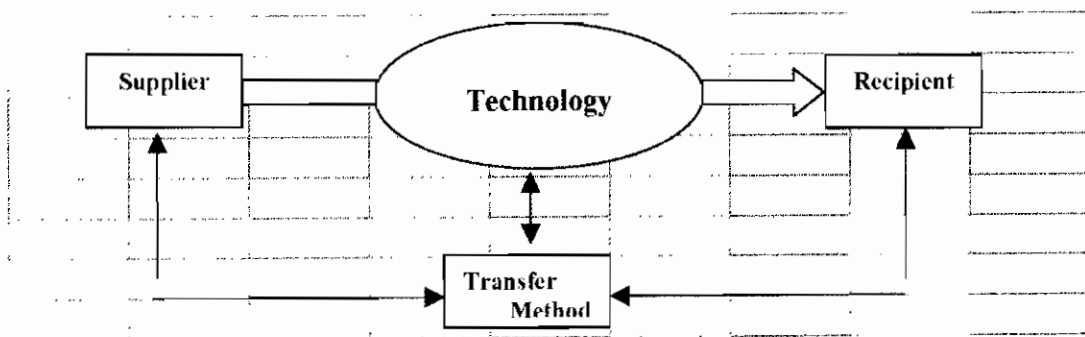 Supplier
Technology
Recipient
Transfer
Method